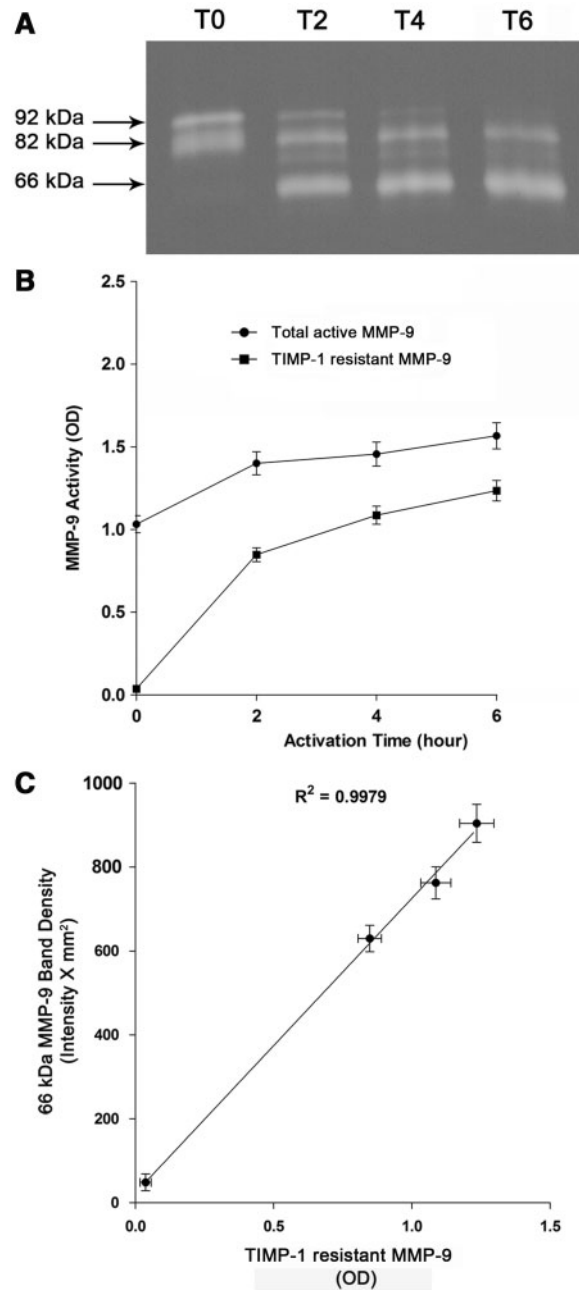 A
T0 T2 T4 T6
92 kDa
82 kDa
66 kDa
B
2.5
2.0
1.5
1.0
0.5
0.0
MMP-9 Activity (OD)
Total active MMP-9
TIMP-1 resistant MMP-9
0 2 4 6
Activation Time (hour)
C
R² = 0.9979
1000
800
600
400
200
0
66 kDa MMP-9 Band Density
(Intensity X mm²)
0.0 0.5 1.0 1.5
TIMP-1 resistant MMP-9
(OD)